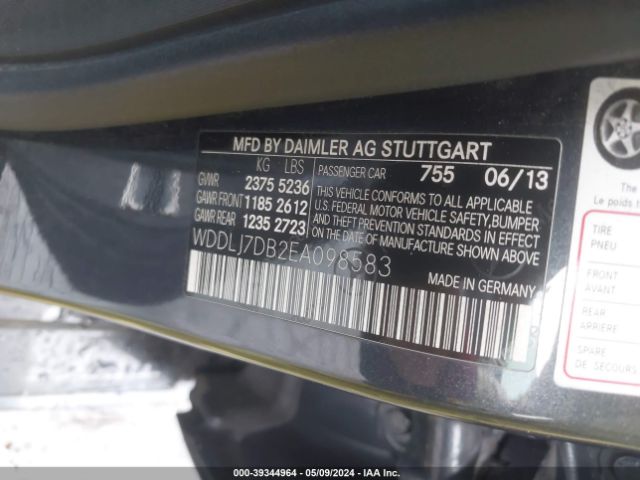 MFD BY DAIMLER AG STUTTGART
KG LBS
GVWR 2375 5236
GAWR FRONT 1185 2612
GAWR REAR 1235 2723
PASSENGER CAR 755 06/13
THIS VEHICLE CONFORMS TO ALL APPLICABLE
U.S. FEDERAL MOTOR VEHICLE SAFETY, BUMPER
AND THEFT PREVENTION STANDARDS IN EFFECT
ON THE DATE OF MANUFACTURE SHOWN ABOVE
WDDLJ7DB2EA098583
MADE IN GERMANY
The
Le poids
TIRE
PNEU
FRONT
AVANT
REAR
ARRIERE
SPARE
DE SECOURS
000-39344964 - 05/09/2024 - IAAI.COM